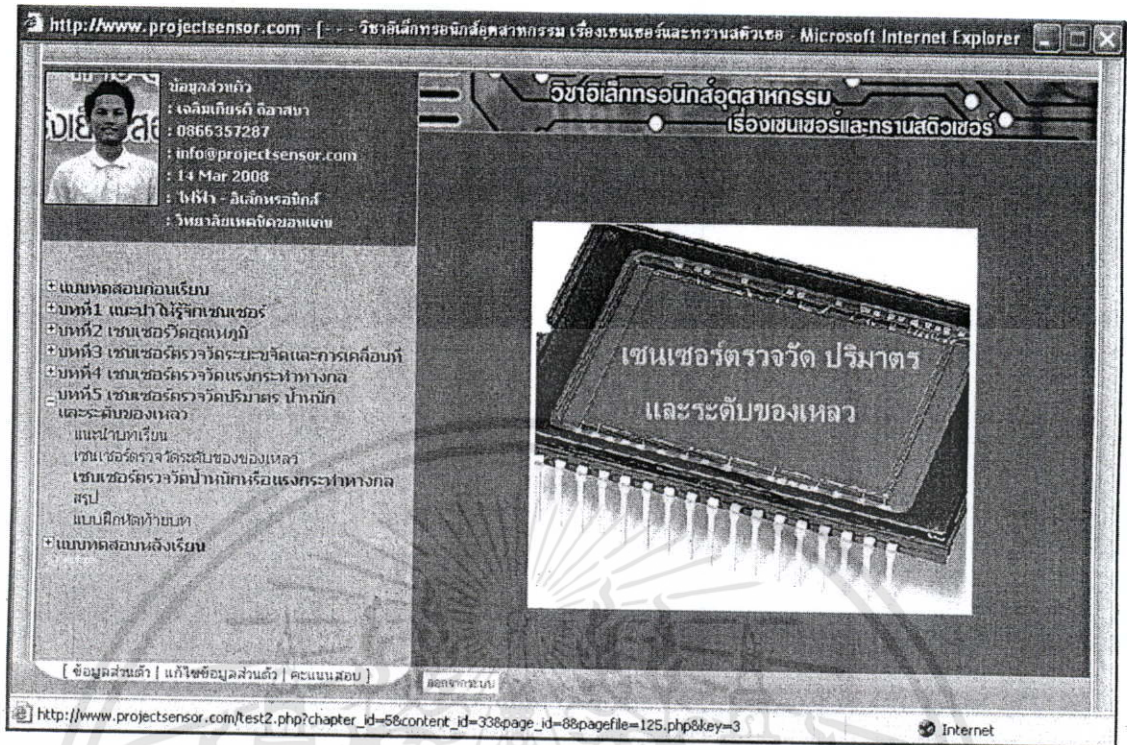 http://www.projectsensor.com - [- - - วิชาอิเล็กทรอนิกส์อุตสาหกรรม เรื่องเซนเซอร์และทรานสดิวเซอ - Microsoft Internet Explorer
ข้อมูลส่วนตัว
: เฉลิมเกียรติ ถิอาสนา
: 0866357287
: info@projectsensor.com
: 14 Mar 2008
: ไฟฟ้า - อิเล็กทรอนิกส์
: วิทยาลัยเทคนิคขอนแก่น
วิชาอิเล็กทรอนิกส์อุตสาหกรรม
เรื่องเซนเซอร์และทรานสดิวเซอร์
แบบทดสอบก่อนเรียน
บทที่1 แนะนำให้รู้จักเซนเซอร์
บทที่2 เซนเซอร์วัดอุณหภูมิ
บทที่3 เซนเซอร์ตรวจวัดระยะขจัดและการเคลื่อนที่
บทที่4 เซนเซอร์ตรวจวัดแรงกระทำทางกล
บทที่5 เซนเซอร์ตรวจวัดปริมาตร น้ำหนัก
และระดับของเหลว
แนะนำบทเรียน
เซนเซอร์ตรวจวัดระดับของของเหลว
เซนเซอร์ตรวจวัดน้ำหนักหรือแรงกระทำทางกล
สรุป
แบบฝึกหัดท้ายบท
แบบทดสอบหลังเรียน
เซนเซอร์ตรวจวัด ปริมาตร
และระดับของเหลว
[ ข้อมูลส่วนตัว | แก้ไขข้อมูลส่วนตัว | คะแนนสอบ ]
ออกจากระบบ
http://www.projectsensor.com/test2.php?chapter_id=5&content_id=33&page_id=8&pagefile=125.php&key=3
Internet